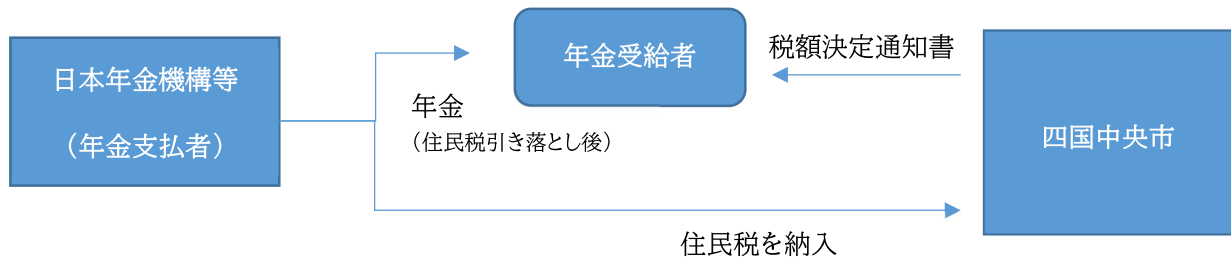 日本年金機構等
（年金支払者）
年金受給者
年金
（住民税引き落とし後）
税額決定通知書
四国中央市
住民税を納入